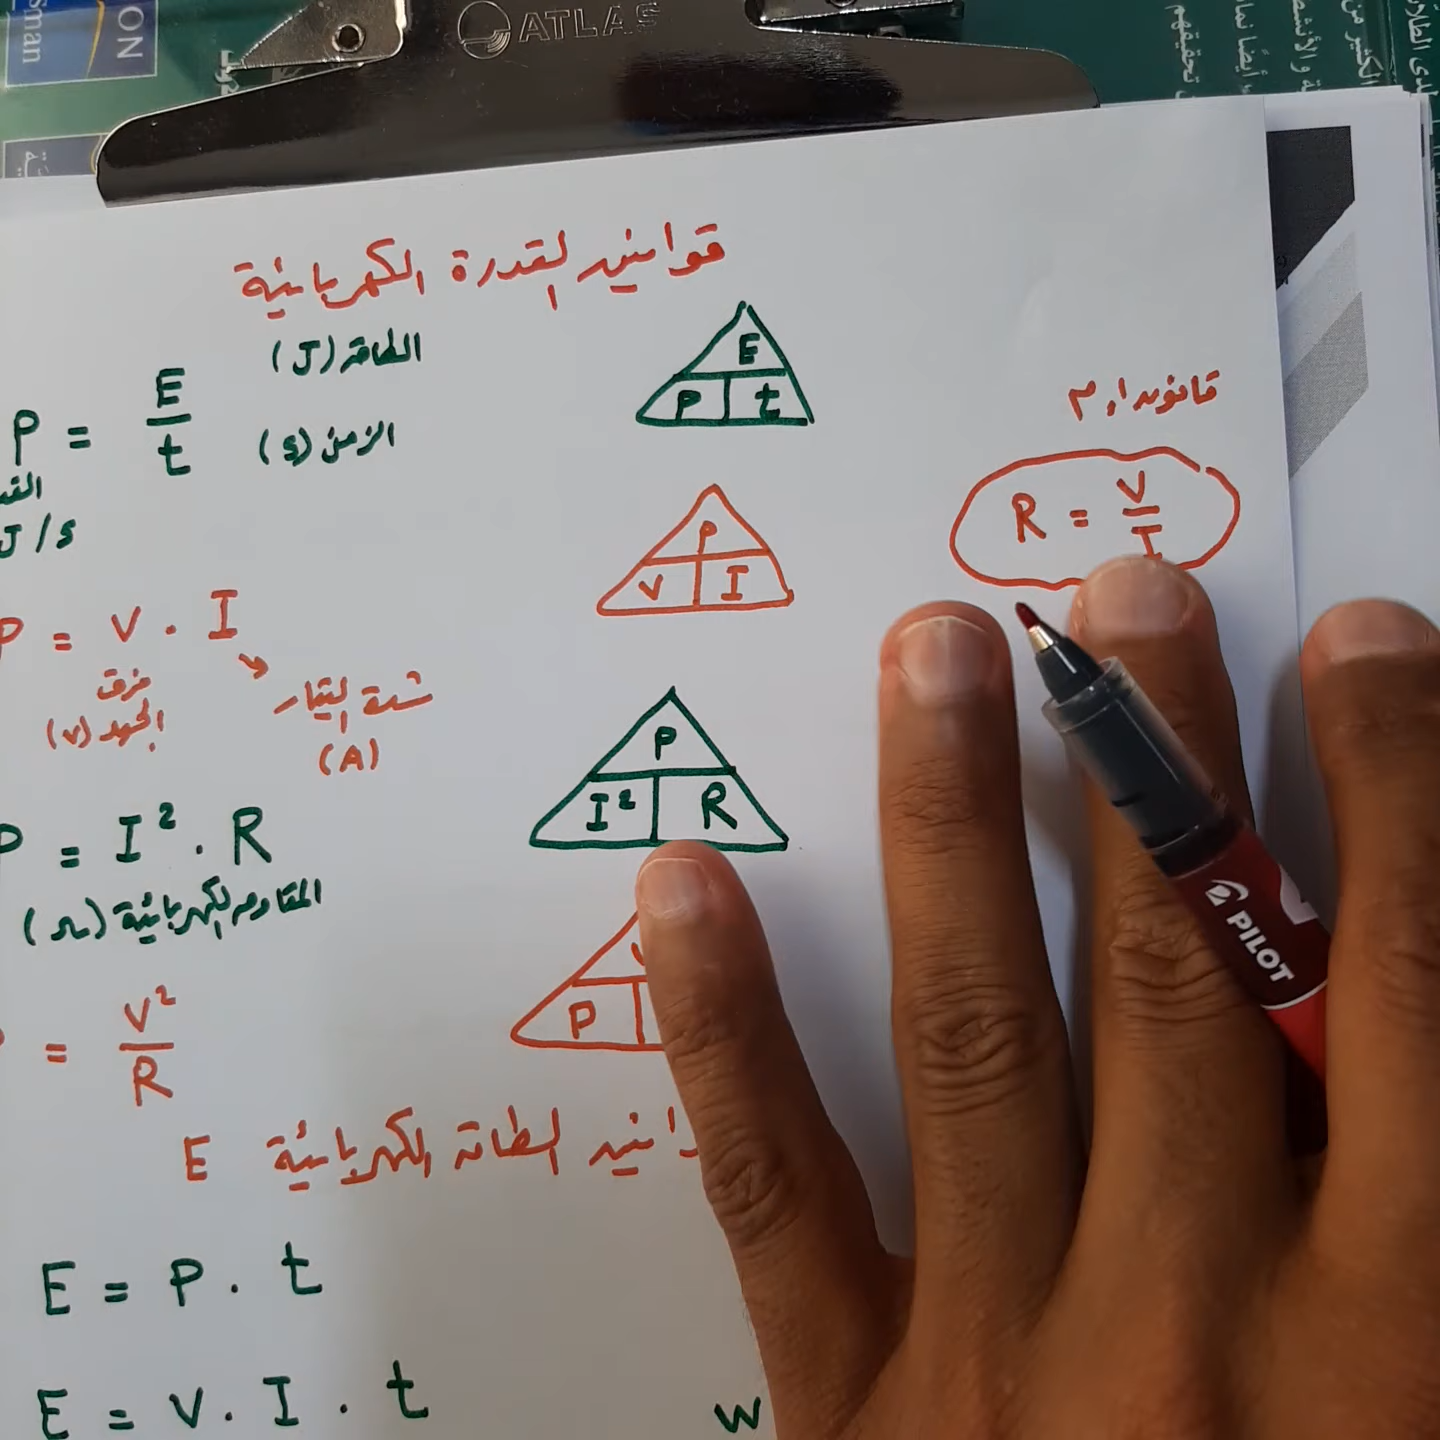 ATLAS
قوانين القدرة الكهربائية
P = E/t
الطاقة (J)
الزمن (s)
J/s
E
P t
قانون اوم
R = V/I
P = V . I
فرق الجهد (V)
شدة التيار (A)
P
V I
P = I² . R
المقاومة الكهربائية (Ω)
P
I² R
= V²/R
P
قوانين الطاقة الكهربائية E
E = P . t
E = V . I . t
W
PILOT